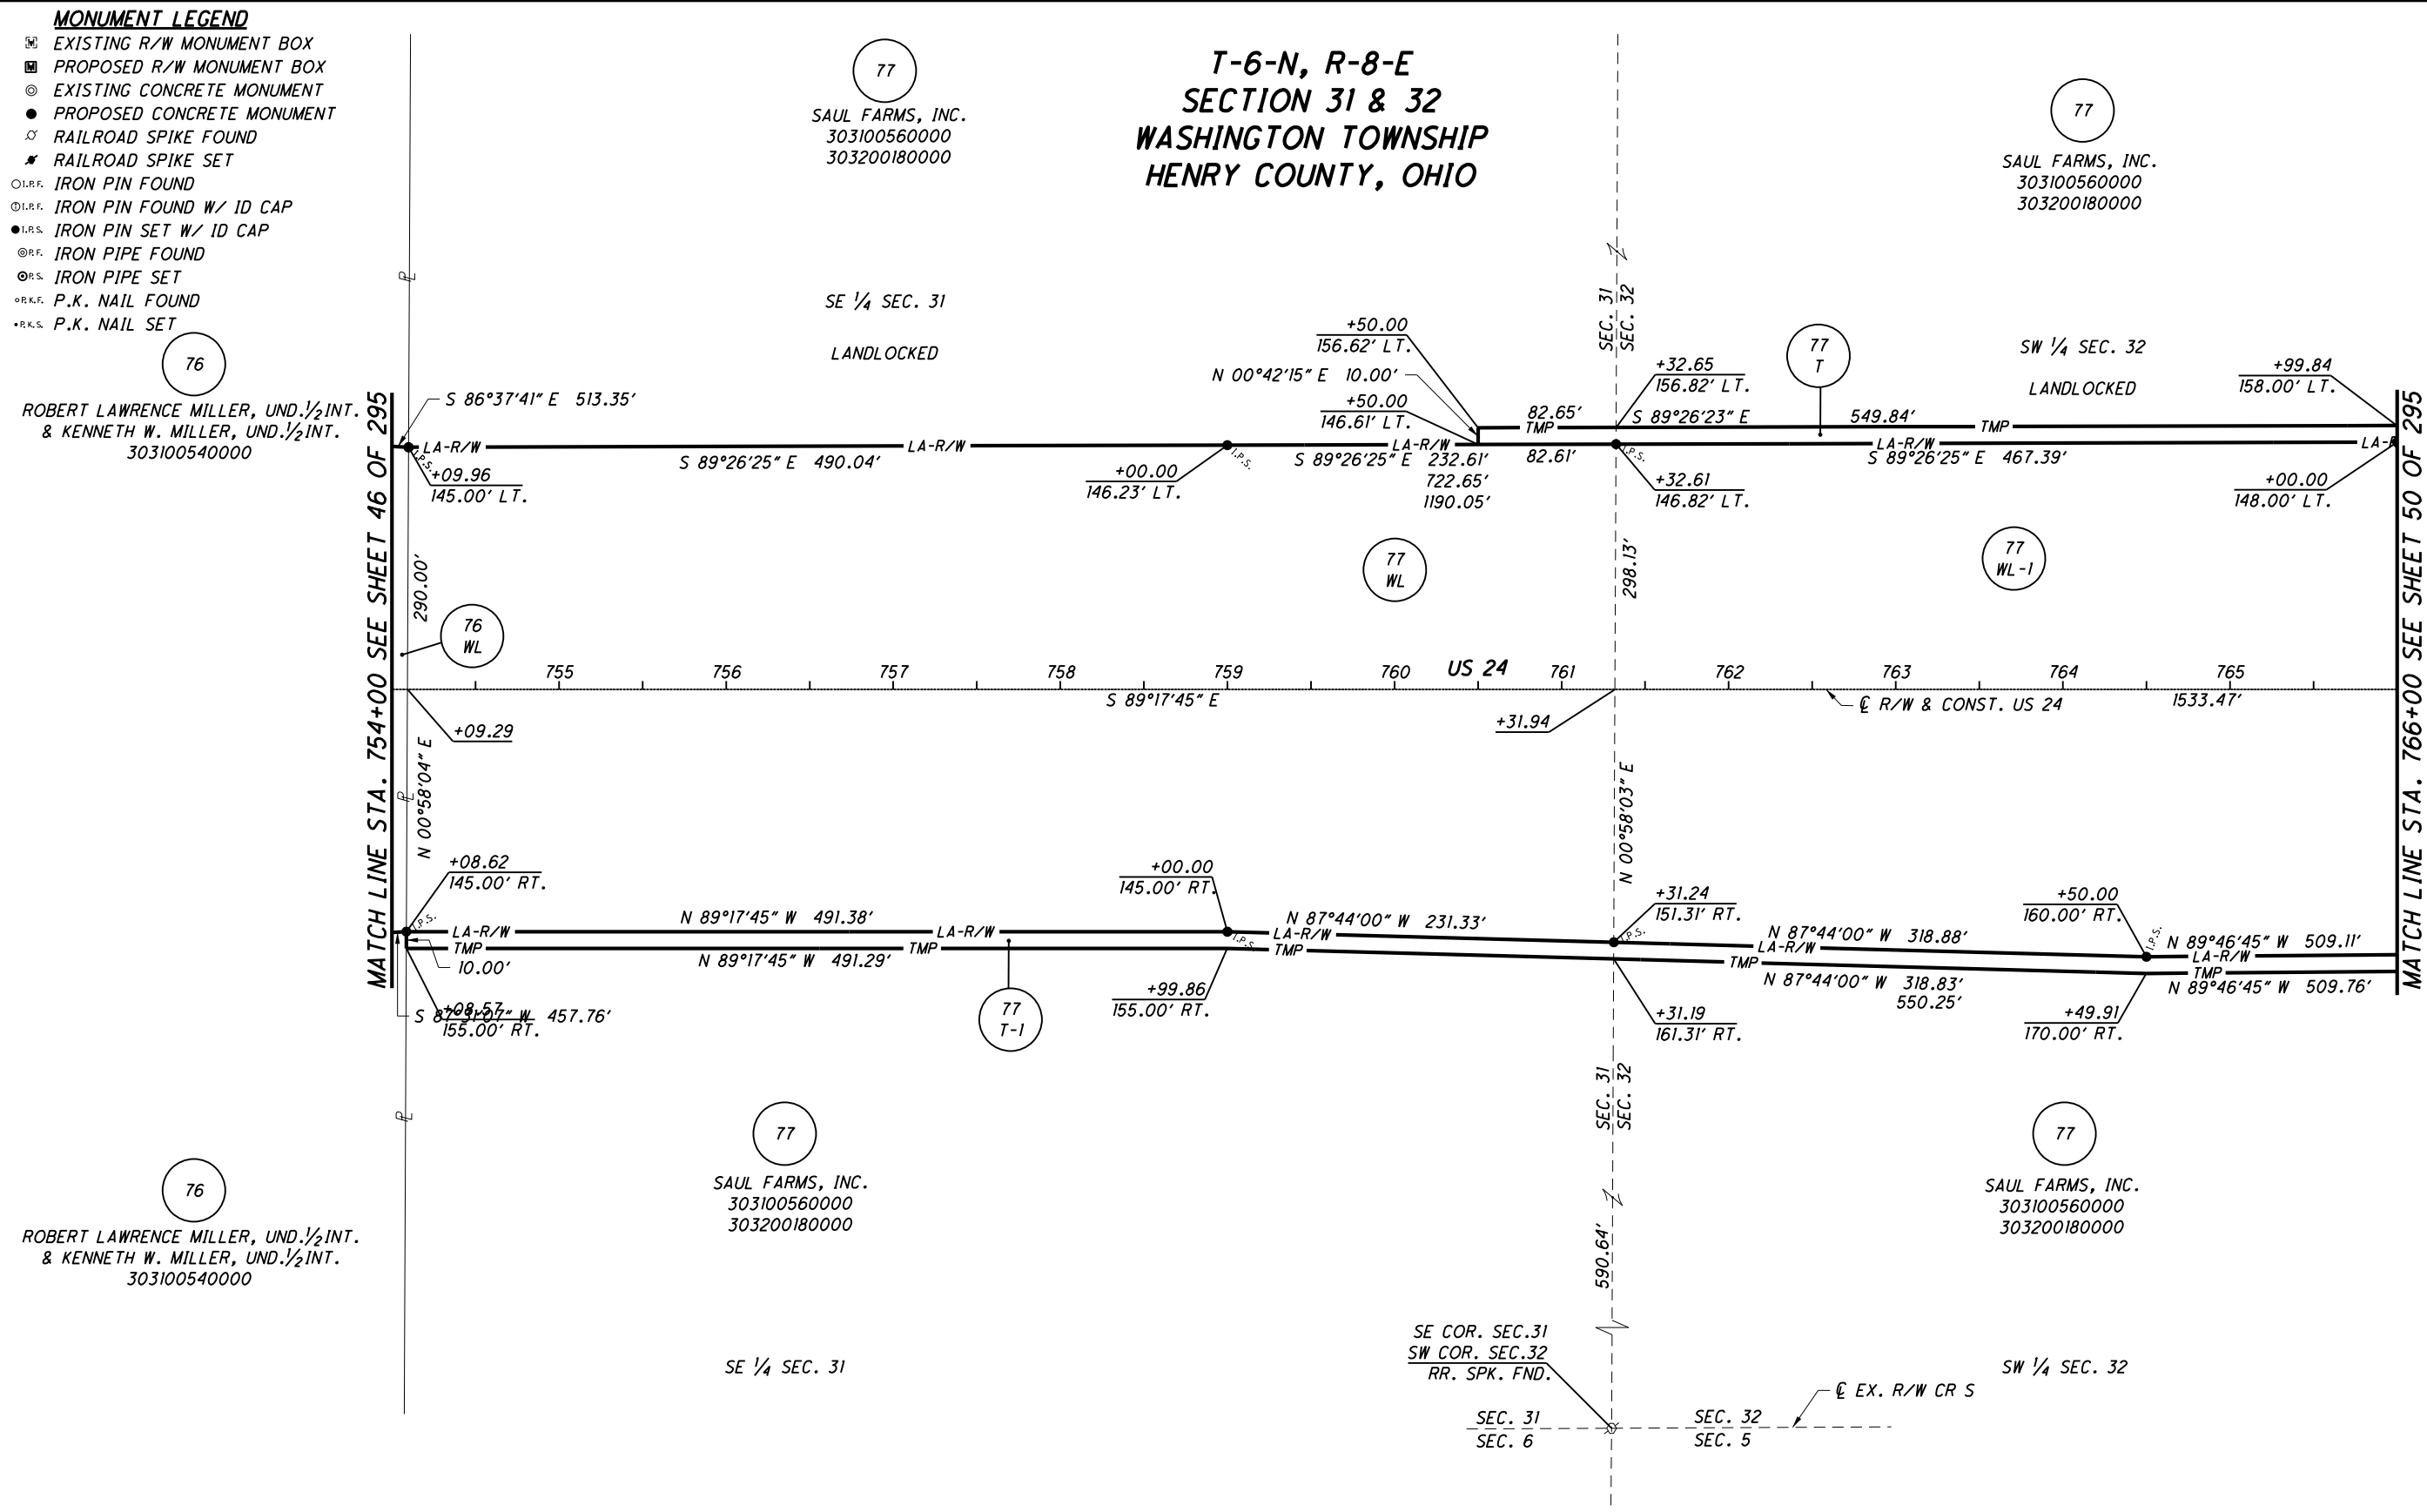 MONUMENT LEGEND
EXISTING R/W MONUMENT BOX
PROPOSED R/W MONUMENT BOX
EXISTING CONCRETE MONUMENT
PROPOSED CONCRETE MONUMENT
RAILROAD SPIKE FOUND
RAILROAD SPIKE SET
I.P.F. IRON PIN FOUND
I.P.F. IRON PIN FOUND W/ ID CAP
I.P.S. IRON PIN SET W/ ID CAP
P.F. IRON PIPE FOUND
P.S. IRON PIPE SET
P.K.F. P.K. NAIL FOUND
P.K.S. P.K. NAIL SET
T-6-N, R-8-E
SECTION 31 & 32
WASHINGTON TOWNSHIP
HENRY COUNTY, OHIO
77
SAUL FARMS, INC.
303100560000
303200180000
77
SAUL FARMS, INC.
303100560000
303200180000
SE 1/4 SEC. 31
LANDLOCKED
SW 1/4 SEC. 32
LANDLOCKED
SEC. 31
SEC. 32
76
ROBERT LAWRENCE MILLER, UND.1/2INT.
& KENNETH W. MILLER, UND.1/2INT.
303100540000
MATCH LINE STA. 754+00 SEE SHEET 46 OF 295
MATCH LINE STA. 766+00 SEE SHEET 50 OF 295
PL
S 86°37'41" E 513.35'
+50.00
156.62' LT.
N 00°42'15" E 10.00'
+50.00
146.61' LT.
+32.65
156.82' LT.
77
T
+99.84
158.00' LT.
82.65'
TMP
S 89°26'23" E 549.84'
TMP
LA-R/W
LA-R/W
LA-R/W
LA-R/W
LA-R
I.P.S.
+09.96
145.00' LT.
S 89°26'25" E 490.04'
+00.00
146.23' LT.
I.P.S.
S 89°26'25" E 232.61'
722.65'
1190.05'
82.61'
I.P.S.
+32.61
146.82' LT.
S 89°26'25" E 467.39'
+00.00
148.00' LT.
290.00'
298.13'
76
WL
77
WL
77
WL-1
755 756 757 758 759 760 US 24 761 762 763 764 765
S 89°17'45" E
1533.47'
CL R/W & CONST. US 24
+09.29
+31.94
PL
N 00°58'04" E
N 00°58'03" E
+08.62
145.00' RT.
+00.00
145.00' RT.
+31.24
151.31' RT.
+50.00
160.00' RT.
I.P.S.
LA-R/W
N 89°17'45" W 491.38'
LA-R/W
N 87°44'00" W 231.33'
LA-R/W
I.P.S.
I.P.S.
N 87°44'00" W 318.88'
LA-R/W
I.P.S.
N 89°46'45" W 509.11'
LA-R/W
TMP
TMP
TMP
TMP
TMP
10.00'
N 89°17'45" W 491.29'
N 87°44'00" W 318.83'
550.25'
N 89°46'45" W 509.76'
S 87°31'07" W 457.76'
+08.57
155.00' RT.
+99.86
155.00' RT.
77
T-1
+31.19
161.31' RT.
+49.91
170.00' RT.
PL
SEC. 31
SEC. 32
76
ROBERT LAWRENCE MILLER, UND.1/2INT.
& KENNETH W. MILLER, UND.1/2INT.
303100540000
77
SAUL FARMS, INC.
303100560000
303200180000
77
SAUL FARMS, INC.
303100560000
303200180000
590.64'
SE 1/4 SEC. 31
SW 1/4 SEC. 32
SE COR. SEC.31
SW COR. SEC.32
RR. SPK. FND.
CL EX. R/W CR S
SEC. 31
SEC. 6
SEC. 32
SEC. 5